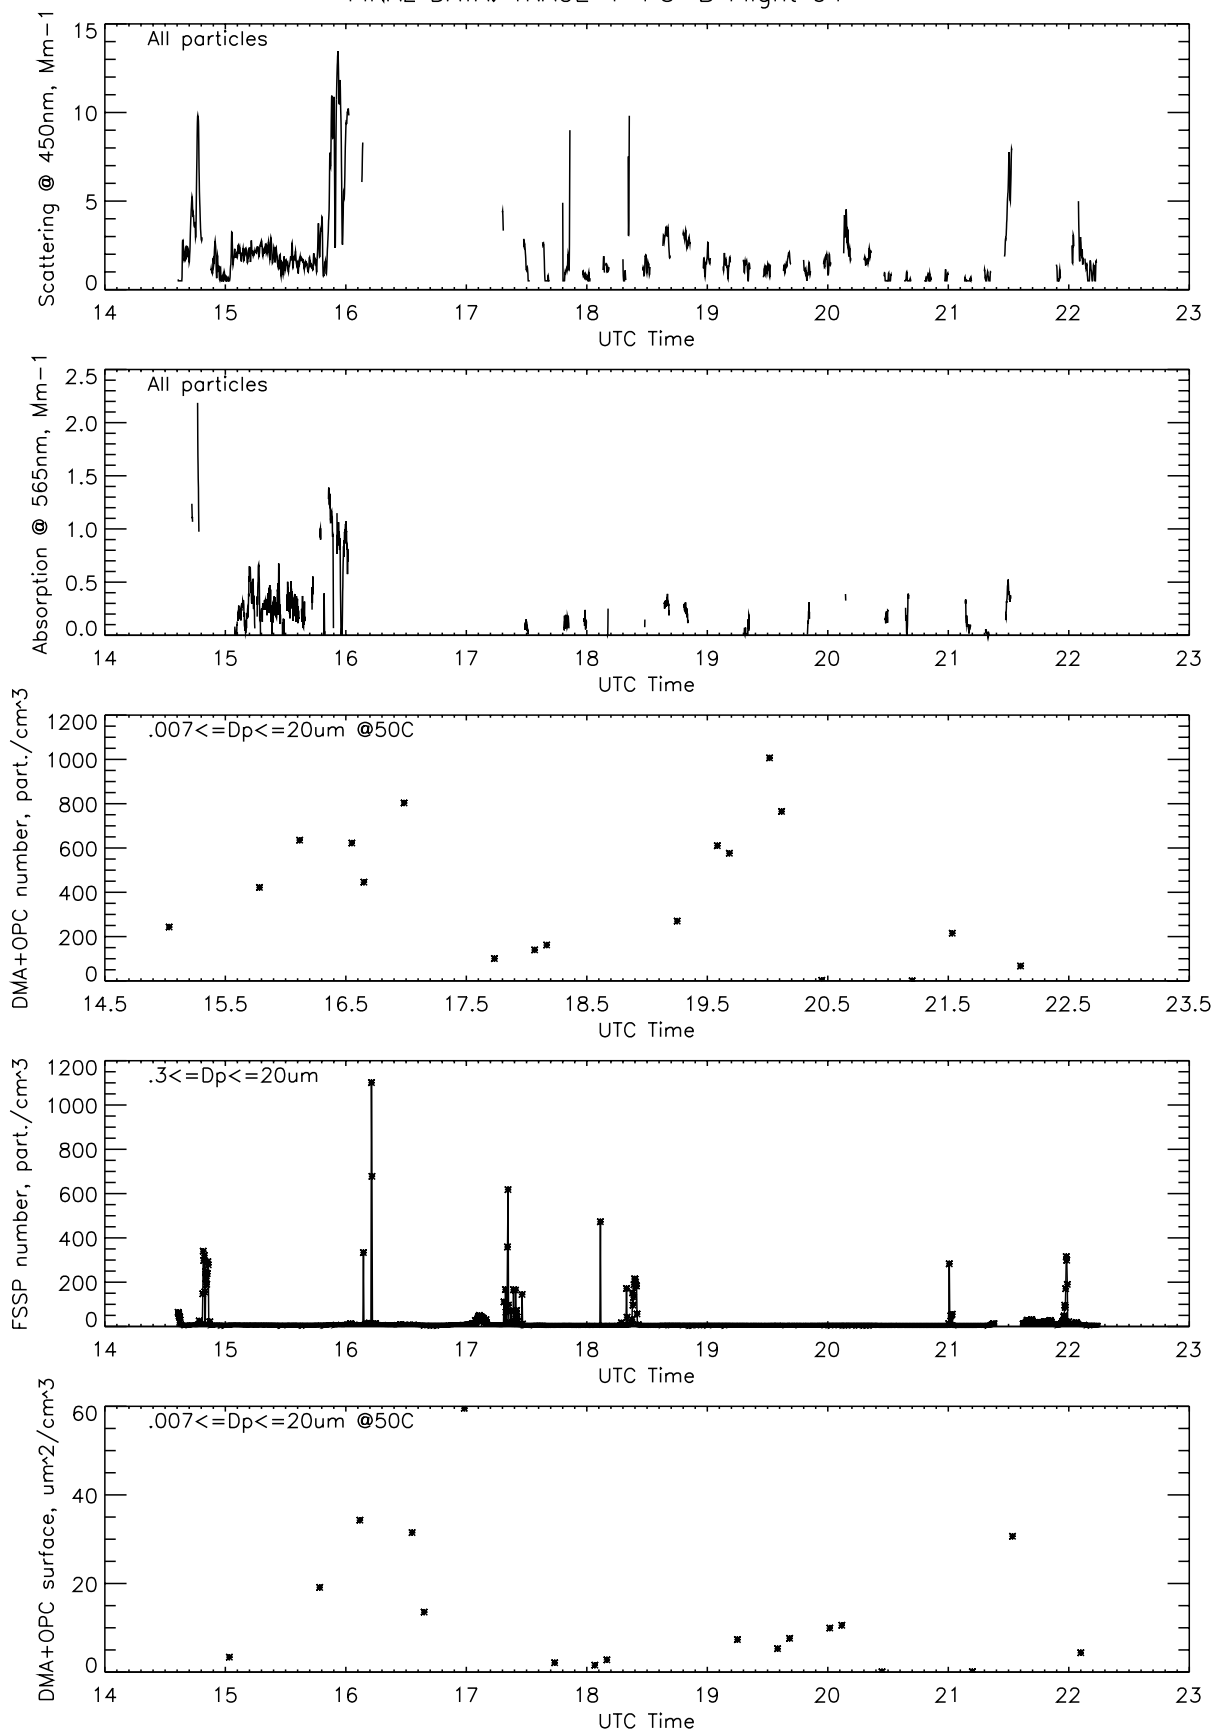 All particles
Scattering @ 450nm, Mm-1
15
10
5
0
14 15 16 17 18 19 20 21 22 23
UTC Time
All particles
Absorption @ 565nm, Mm-1
2.5
2.0
1.5
1.0
0.5
0.0
14 15 16 17 18 19 20 21 22 23
UTC Time
.007<=Dp<=20um @50C
DMA+OPC number, part./cm^3
1200
1000
800
600
400
200
0
14.5 15.5 16.5 17.5 18.5 19.5 20.5 21.5 22.5 23.5
UTC Time
.3<=Dp<=20um
FSSP number, part./cm^3
1200
1000
800
600
400
200
0
14 15 16 17 18 19 20 21 22 23
UTC Time
.007<=Dp<=20um @50C
DMA+OPC surface, um^2/cm^3
60
40
20
0
14 15 16 17 18 19 20 21 22 23
UTC Time